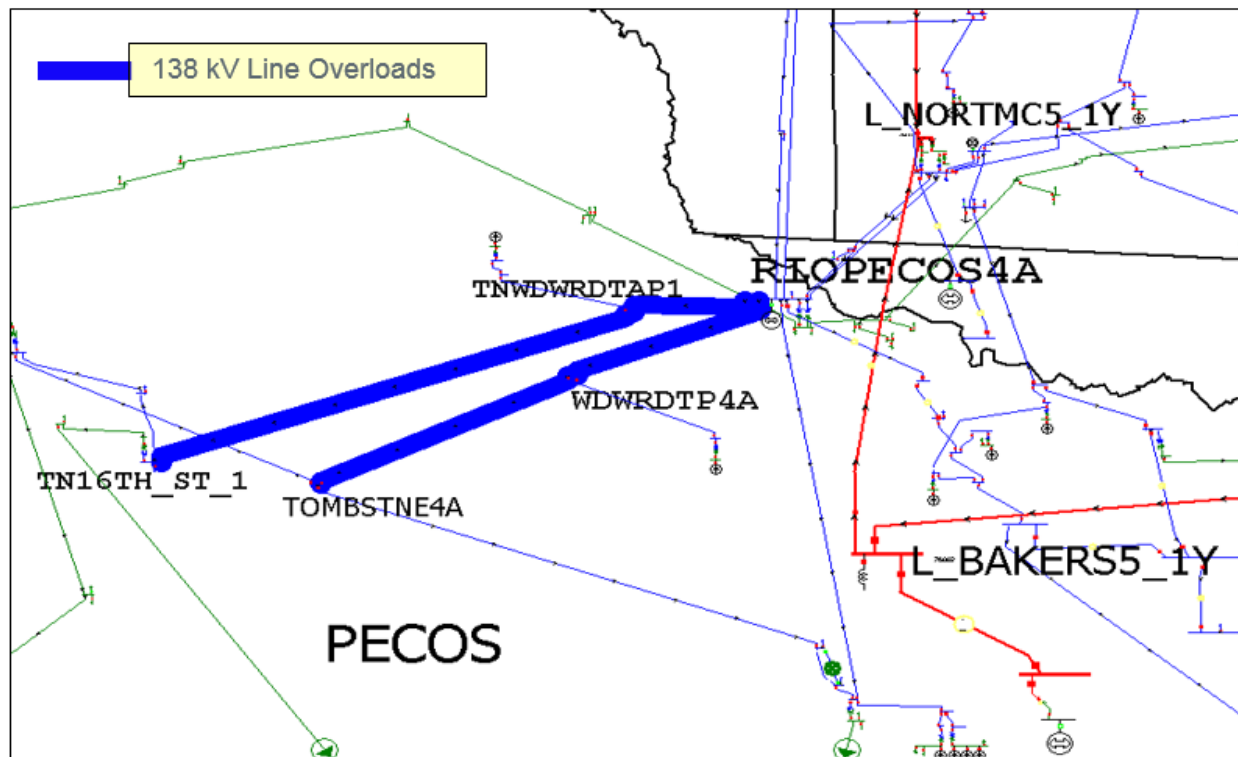 138 kV Line Overloads
L_NORTMC5_1Y
RIOPECOS4A
TNWDWRDTAP1
WDWRDTP4A
TN16TH_ST_1
TOMBSTNE4A
L_BAKERS5_1Y
PECOS